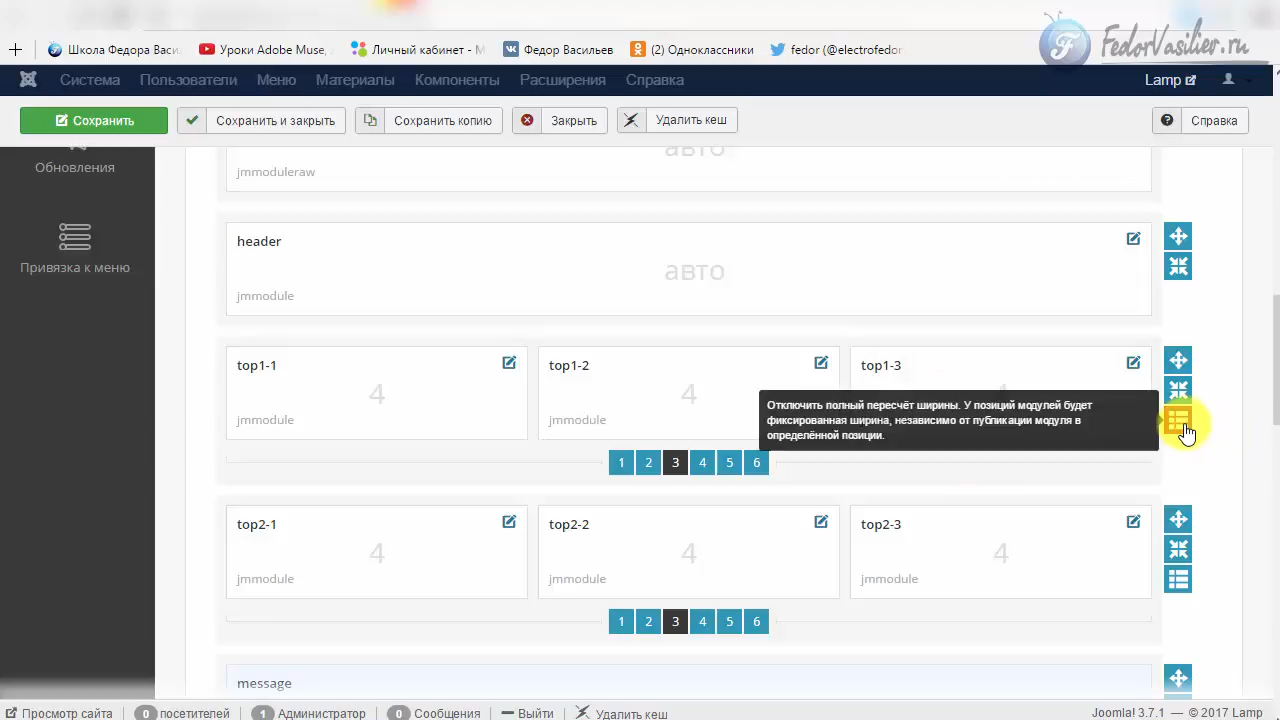 Школа Федора Васи
Уроки Adobe Muse,
Личный кабинет - М
Федор Васильев
(2) Одноклассники
fedor (@electrofedor
FedorVasiliev.ru
Система
Пользователи
Меню
Материалы
Компоненты
Расширения
Справка
Lamp
Сохранить
Сохранить и закрыть
Сохранить копию
Закрыть
Удалить кеш
Справка
Обновления
Привязка к меню
авто
jmmoduleraw
header
авто
jmmodule
top1-1
top1-2
top1-3
4
4
jmmodule
jmmodule
Отключить полный пересчёт ширины. У позиций модулей будет
фиксированная ширина, независимо от публикации модуля в
определённой позиции.
1 2 3 4 5 6
top2-1
top2-2
top2-3
4
4
4
jmmodule
jmmodule
jmmodule
1 2 3 4 5 6
message
Просмотр сайта
0 посетителей
1 Администратор
0 Сообщения
Выйти
Удалить кеш
Joomla! 3.7.1 — © 2017 Lamp